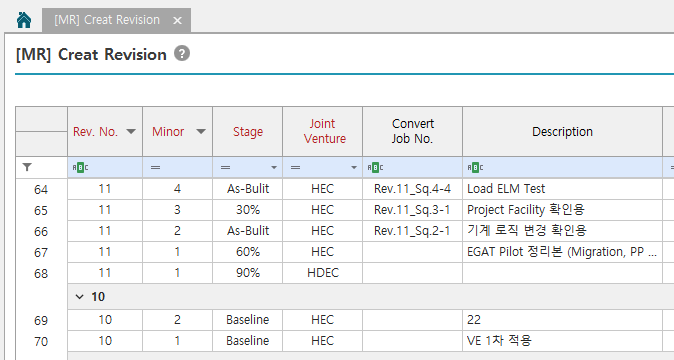 [MR] Creat Revision ×
[MR] Creat Revision ?
Rev. No. Minor Stage Joint Venture Convert Job No. Description
ABC = = = ABC ABC =
64 11 4 As-Bulit HEC Rev.11_Sq.4-4 Load ELM Test
65 11 3 30% HEC Rev.11_Sq.3-1 Project Facility 확인용
66 11 2 As-Bulit HEC Rev.11_Sq.2-1 기계 로직 변경 확인용
67 11 1 60% HEC EGAT Pilot 정리본 (Migration, PP ...
68 11 1 90% HDEC
10
69 10 2 Baseline HEC 22
70 10 1 Baseline HEC VE 1차 적용